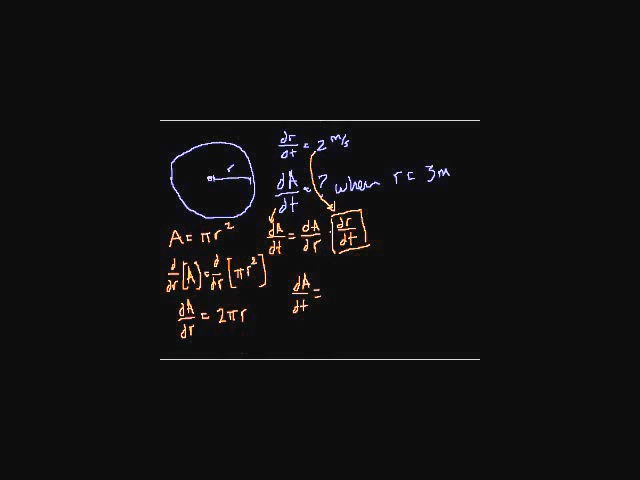 dr/dt = 2 m/s
r
dA/dt = ? when r = 3m
A = πr²
dA/dt = dA/dr · dr/dt
d/dr [A] = d/dr [πr²]
dA/dt =
dA/dr = 2πr